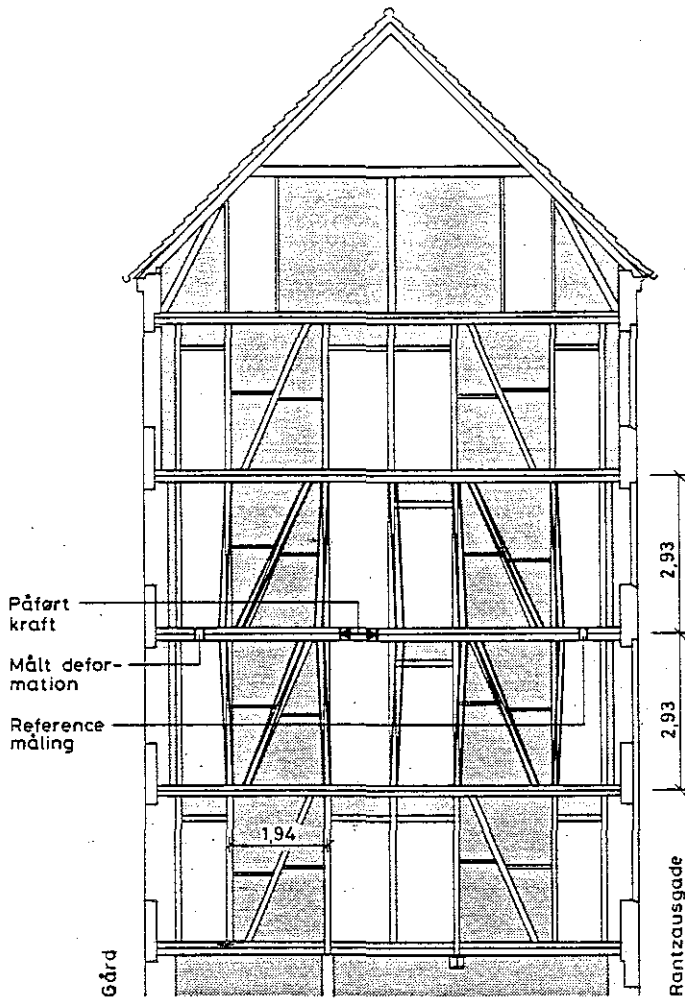 Påført
kraft
Målt defor-
mation
Reference
måling
2,93
2,93
1,94
Gård
Rantzausgade